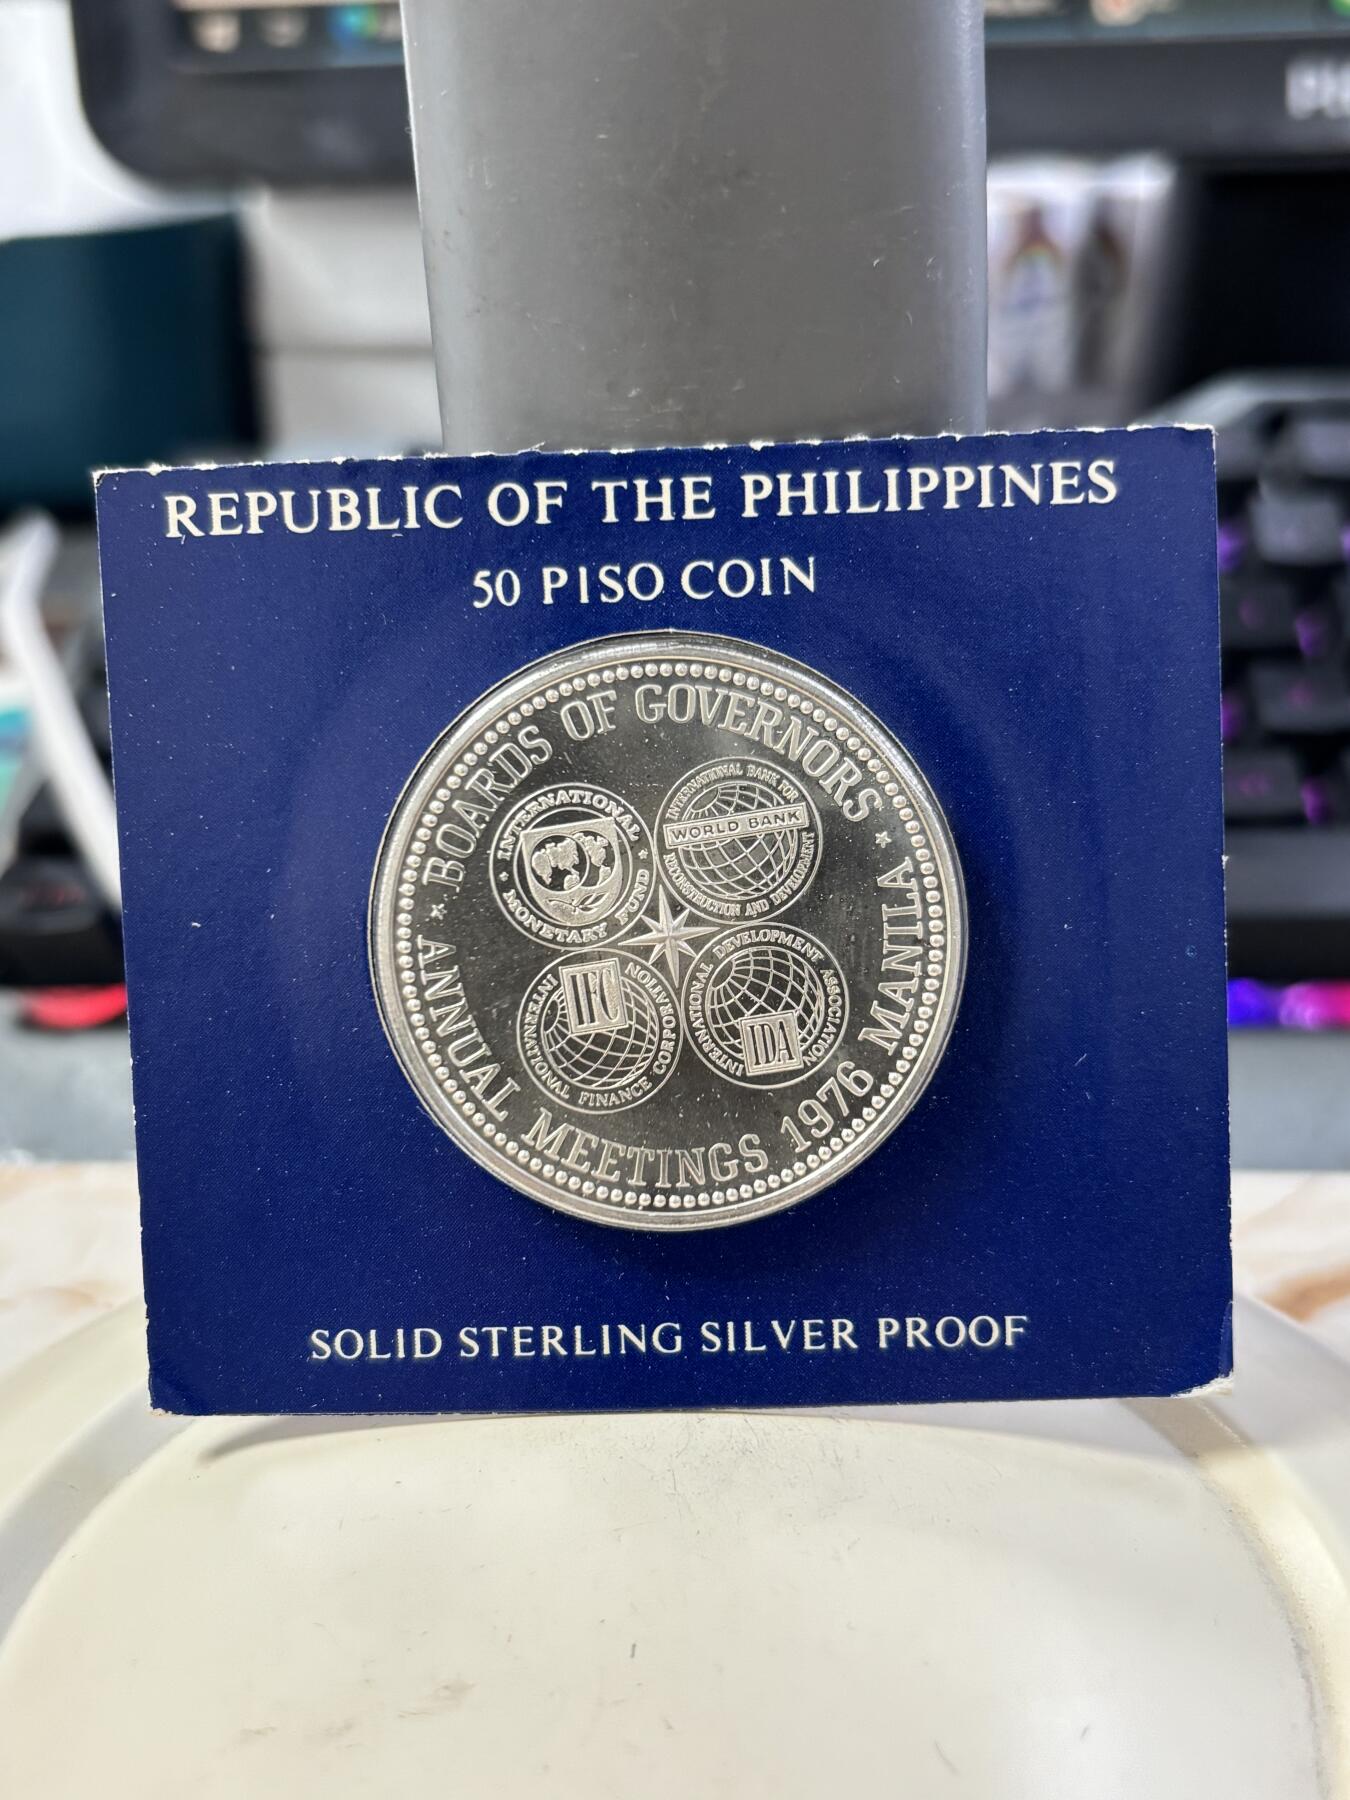 REPUBLIC OF THE PHILIPPINES
50 PISO COIN
BOARDS OF GOVERNORS
ANNUAL MEETINGS 1976 MANILA
INTERNATIONAL MONETARY FUND
INTERNATIONAL BANK FOR RECONSTRUCTION AND DEVELOPMENT
WORLD BANK
INTERNATIONAL FINANCE CORPORATION
IFC
INTERNATIONAL DEVELOPMENT ASSOCIATION
IDA
SOLID STERLING SILVER PROOF